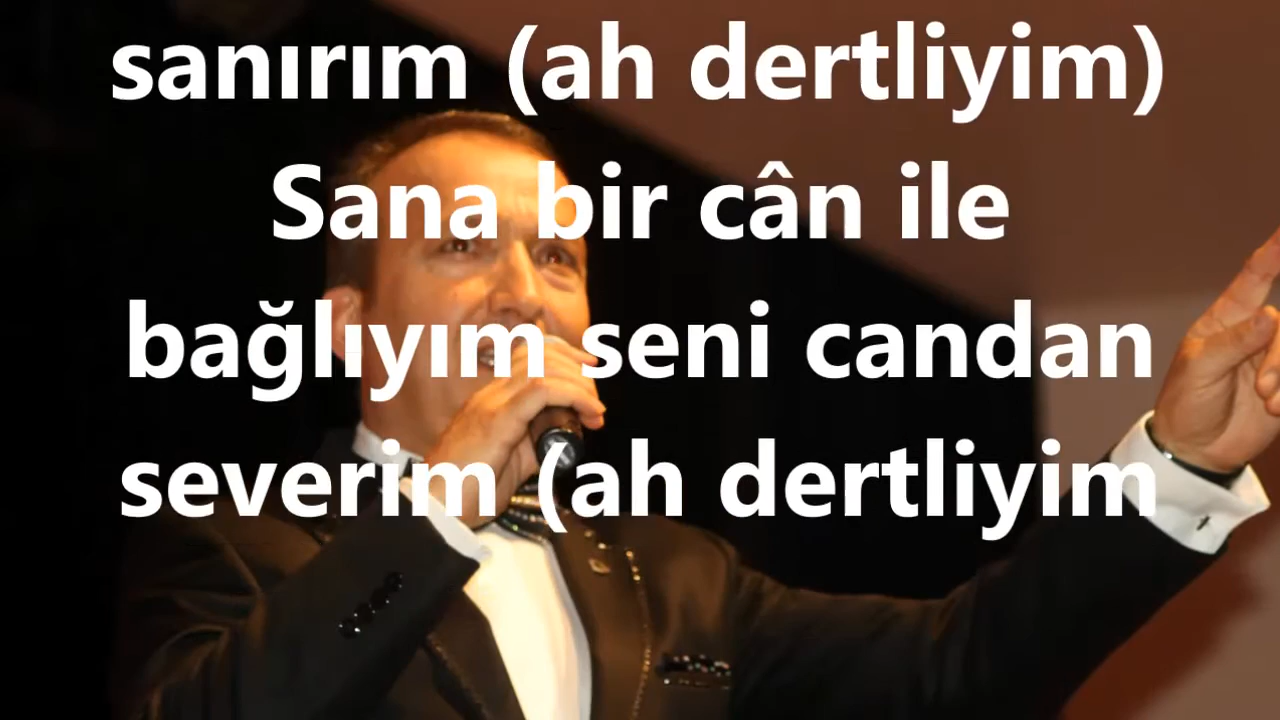 sanırım (ah dertliyim)
Sana bir cân ile
bağlıyım seni candan
severim (ah dertliyim